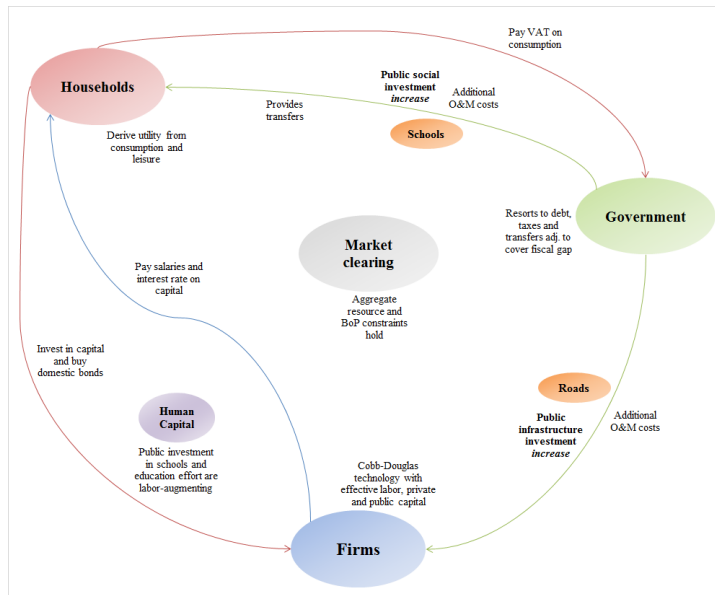 Pay VAT on
consumption
Households
Public social
investment
increase
Additional
O&M costs
Provides
transfers
Schools
Derive utility from
consumption and
leisure
Government
Resorts to debt,
taxes and
transfers adj. to
cover fiscal gap
Market
clearing
Aggregate
resource and
BoP constraints
hold
Pay salaries and
interest rate on
capital
Invest in capital
and buy
domestic bonds
Roads
Human
Capital
Public
infrastructure
investment
increase
Additional
O&M costs
Public investment
in schools and
education effort are
labor-augmenting
Cobb-Douglas
technology with
effective labor, private
and public capital
Firms